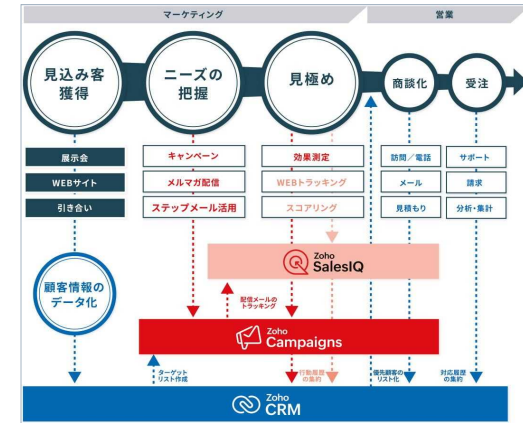 マーケティング
営業
見込み客
獲得
ニーズの
把握
見極め
商談化
受注
展示会
WEBサイト
引き合い
キャンペーン
メルマガ配信
ステップメール活用
効果測定
WEBトラッキング
スコアリング
訪問／電話
メール
見積もり
サポート
請求
分析・集計
Zoho
SalesIQ
顧客情報の
データ化
配信メールの
トラッキング
Zoho
Campaigns
ターゲット
リスト作成
行動履歴
の集約
優先顧客の
リスト化
対応履歴
の集約
Zoho
CRM